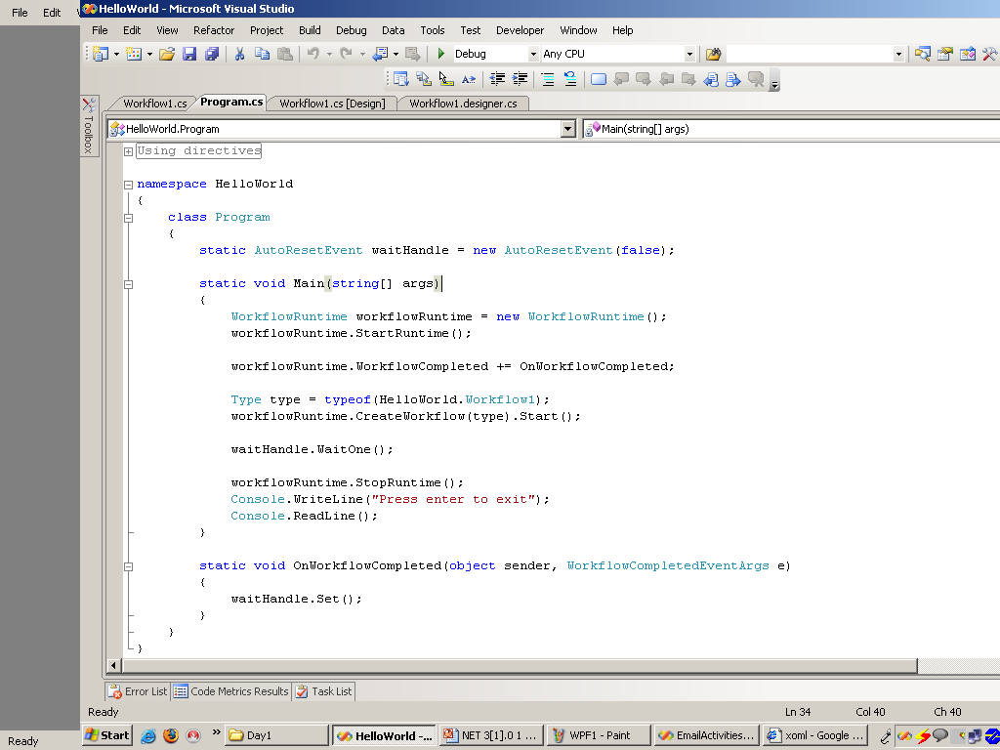 File Edit
HelloWorld - Microsoft Visual Studio
File Edit View Refactor Project Build Debug Data Tools Test Developer Window Help
Debug Any CPU
Toolbox
Workflow1.cs Program.cs Workflow1.cs [Design] Workflow1.designer.cs
HelloWorld.Program Main(string[] args)
Using directives
namespace HelloWorld
{
class Program
{
static AutoResetEvent waitHandle = new AutoResetEvent(false);
static void Main(string[] args)
{
WorkflowRuntime workflowRuntime = new WorkflowRuntime();
workflowRuntime.StartRuntime();
workflowRuntime.WorkflowCompleted += OnWorkflowCompleted;
Type type = typeof(HelloWorld.Workflow1);
workflowRuntime.CreateWorkflow(type).Start();
waitHandle.WaitOne();
workflowRuntime.StopRuntime();
Console.WriteLine("Press enter to exit");
Console.ReadLine();
}
static void OnWorkflowCompleted(object sender, WorkflowCompletedEventArgs e)
{
waitHandle.Set();
}
}
}
Error List Code Metrics Results Task List
Ready Ln 34 Col 40 Ch 40
Ready
Start Day1 HelloWorld -... NET 3[1].0 1 ... WPF1 - Paint EmailActivities... xoml - Google ...